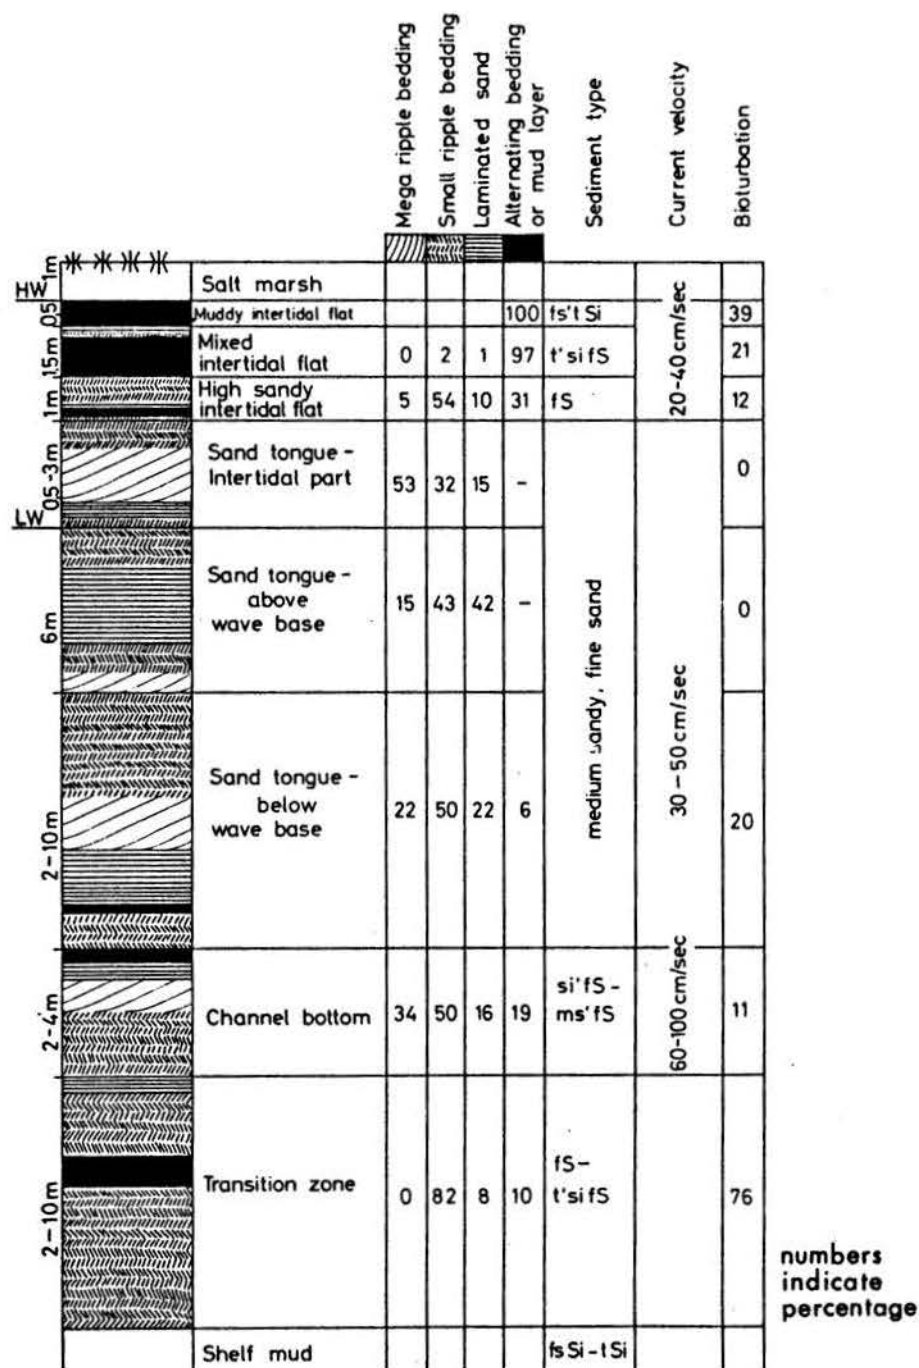 Mega ripple bedding
Small ripple bedding
Laminated sand
Alternating bedding
or mud layer
Sediment type
Current velocity
Bioturbation
1m
Salt marsh
HW
0.5
Muddy intertidal flat 100 fs't Si 39
1.5m
Mixed
intertidal flat 0 2 1 97 t'si fS 21
20-40 cm/sec
1m
High sandy
intertidal flat 5 54 10 31 fS 12
0.5-3m
Sand tongue -
Intertidal part 53 32 15 - 0
LW
6m
Sand tongue -
above
wave base 15 43 42 - 0
medium sandy, fine sand
30-50 cm/sec
2-10m
Sand tongue -
below
wave base 22 50 22 6 20
2-4m
Channel bottom 34 50 16 19
si'fS -
ms'fS
60-100 cm/sec
11
2-10m
Transition zone 0 82 8 10
fS -
t'si fS
76
Shelf mud fs Si - t Si
numbers
indicate
percentage